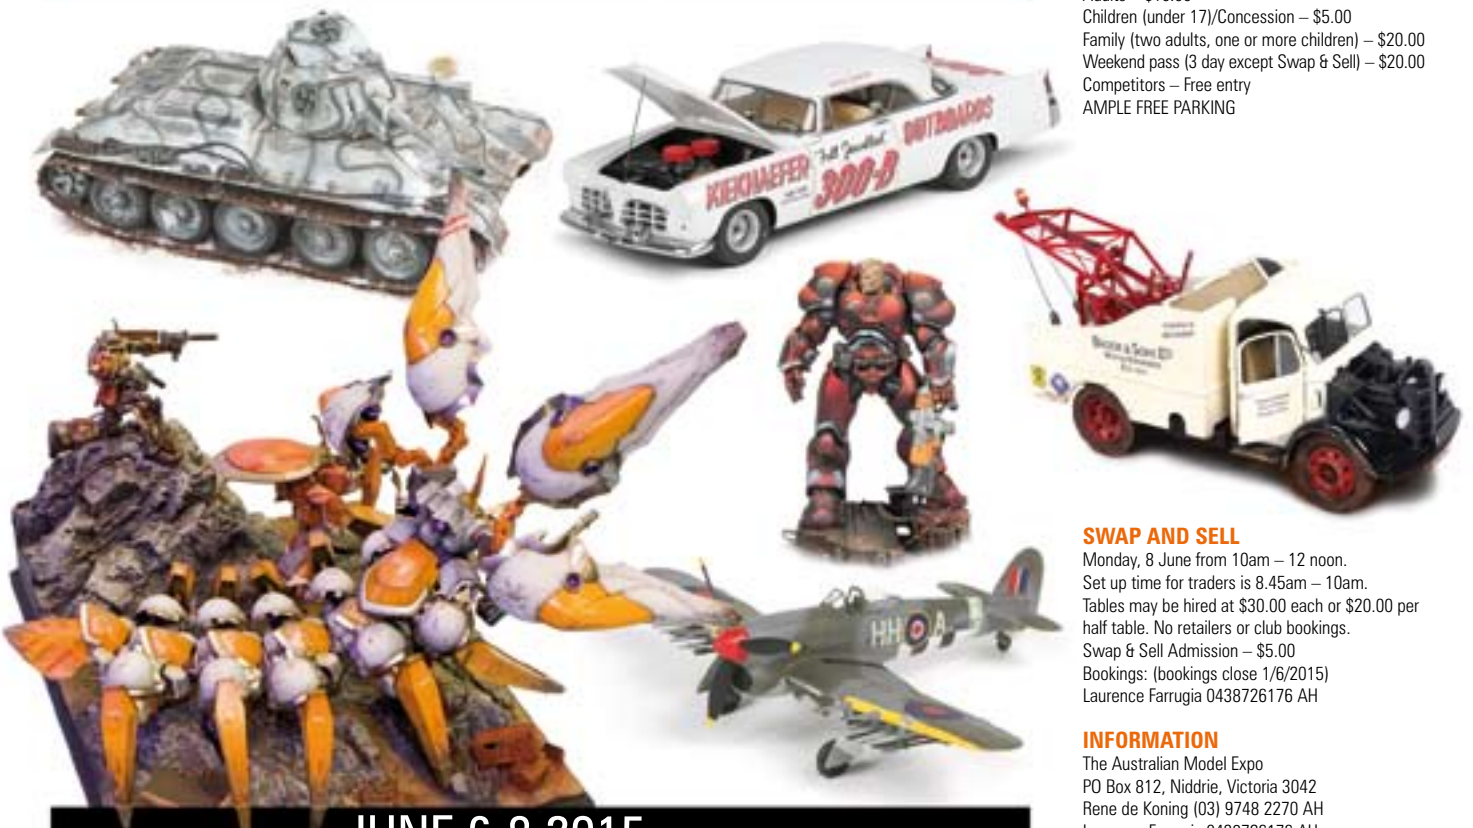 Children (under 17)/Concession – $5.00
Family (two adults, one or more children) – $20.00
Weekend pass (3 day except Swap & Sell) – $20.00
Competitors – Free entry
AMPLE FREE PARKING
KIEKHAEFER
300-B
OUTBOARDS
HH A
SWAP AND SELL
Monday, 8 June from 10am – 12 noon.
Set up time for traders is 8.45am – 10am.
Tables may be hired at $30.00 each or $20.00 per
half table. No retailers or club bookings.
Swap & Sell Admission – $5.00
Bookings: (bookings close 1/6/2015)
Laurence Farrugia 0438726176 AH
INFORMATION
The Australian Model Expo
PO Box 812, Niddrie, Victoria 3042
Rene de Koning (03) 9748 2270 AH
JUNE 6-8 2015